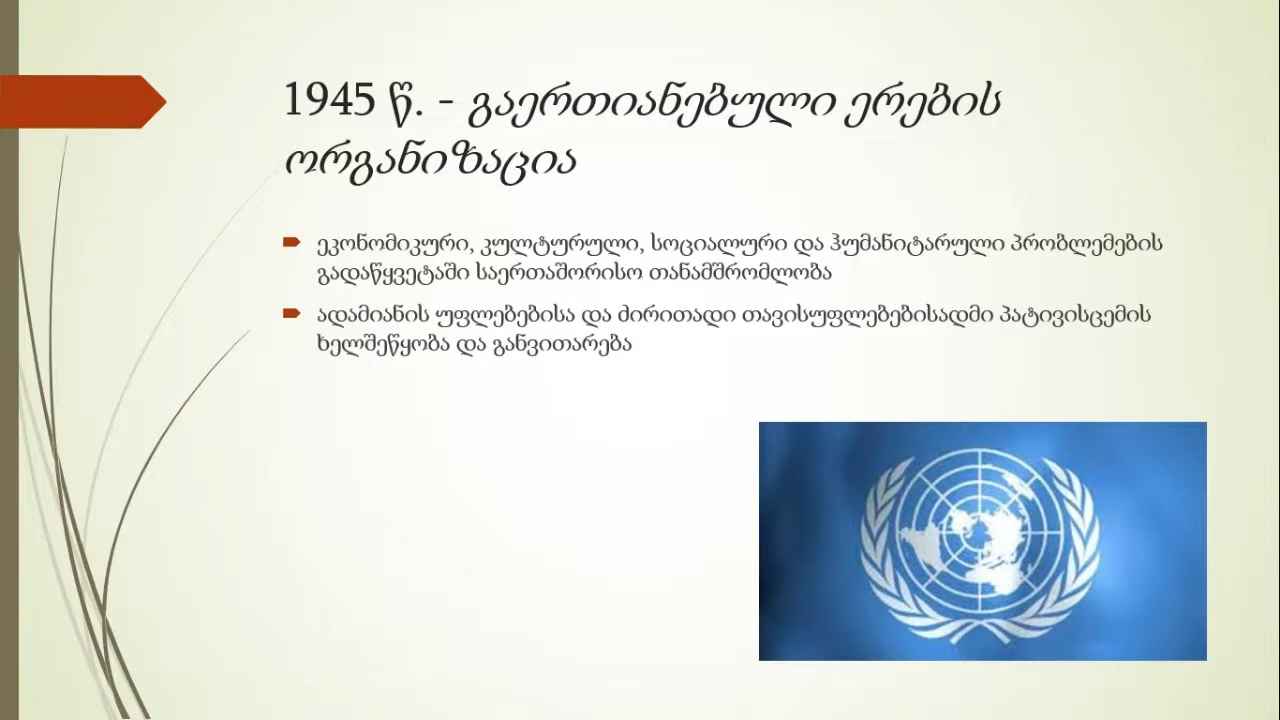 1945 წ. - გაერთიანებული ერების
ორგანიზაცია
ეკონომიკური, კულტურული, სოციალური და ჰუმანიტარული პრობლემების
გადაწყვეტაში საერთაშორისო თანამშრომლობა
ადამიანის უფლებებისა და ძირითადი თავისუფლებებისადმი პატივისცემის
ხელშეწყობა და განვითარება